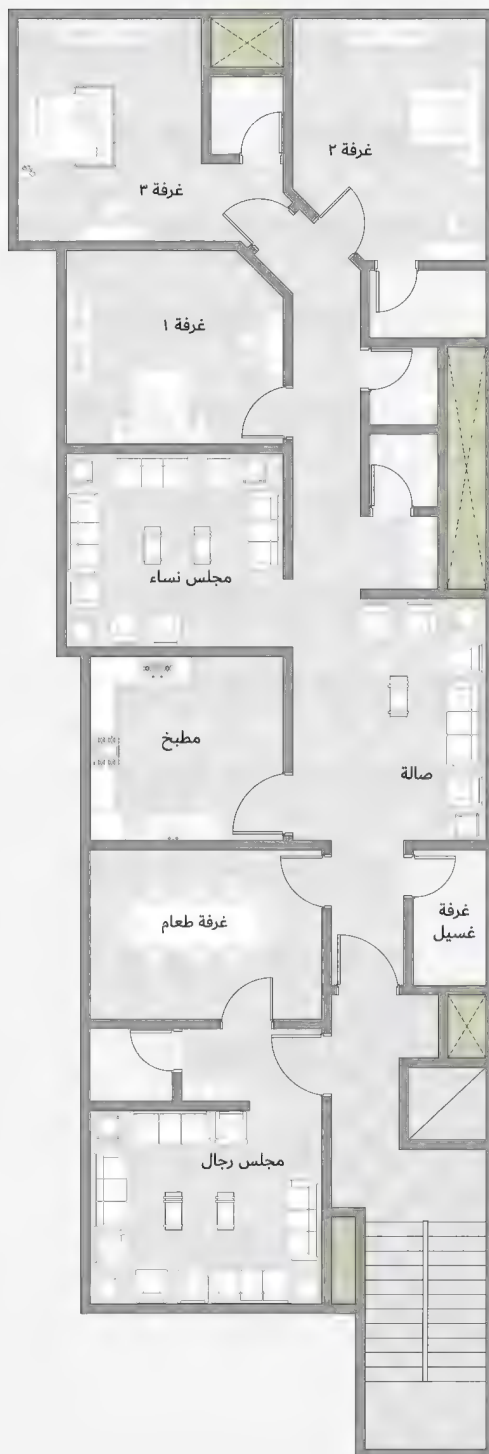 غرفة ٢
غرفة ٣
غرفة ١
مجلس نساء
مطبخ
صالة
غرفة
غسيل
غرفة طعام
مجلس رجال